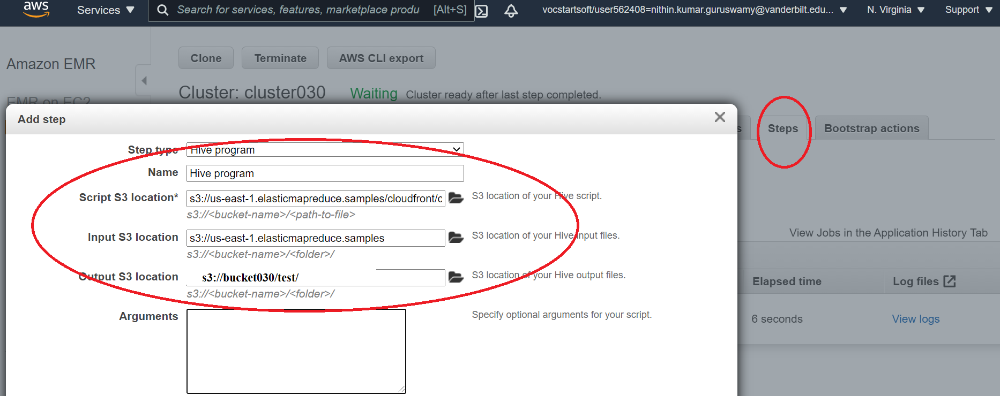 aws Services Search for services, features, marketplace produ [Alt+S] vocstartsoft/user562408=nithin.kumar.guruswamy@vanderbilt.edu... N. Virginia Support
Amazon EMR
Clone Terminate AWS CLI export
EMR on EC2
Cluster: cluster030 Waiting Cluster ready after last step completed.
Add step
s Steps Bootstrap actions
Step type Hive program
Name Hive program
Script S3 location* s3://us-east-1.elasticmapreduce.samples/cloudfront/c S3 location of your Hive script.
s3://<bucket-name>/<path-to-file>
Input S3 location s3://us-east-1.elasticmapreduce.samples S3 location of your Hive input files.
View Jobs in the Application History Tab
s3://<bucket-name>/<folder>/
Output S3 location s3://bucket030/test/ S3 location of your Hive output files.
Elapsed time Log files
s3://<bucket-name>/<folder>/
Arguments Specify optional arguments for your script.
6 seconds View logs